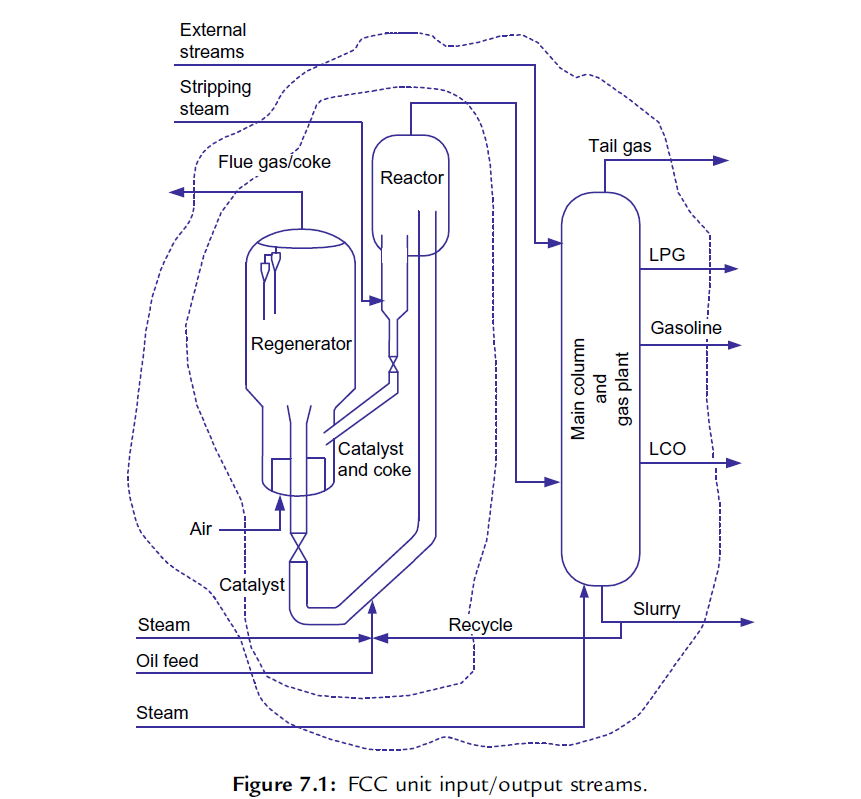 External
streams
Stripping
steam
Flue gas/coke
Reactor
Tail gas
LPG
Gasoline
Regenerator
Main column
and
gas plant
Catalyst
and coke
LCO
Air
Catalyst
Steam
Recycle
Slurry
Oil feed
Steam
Figure 7.1: FCC unit input/output streams.